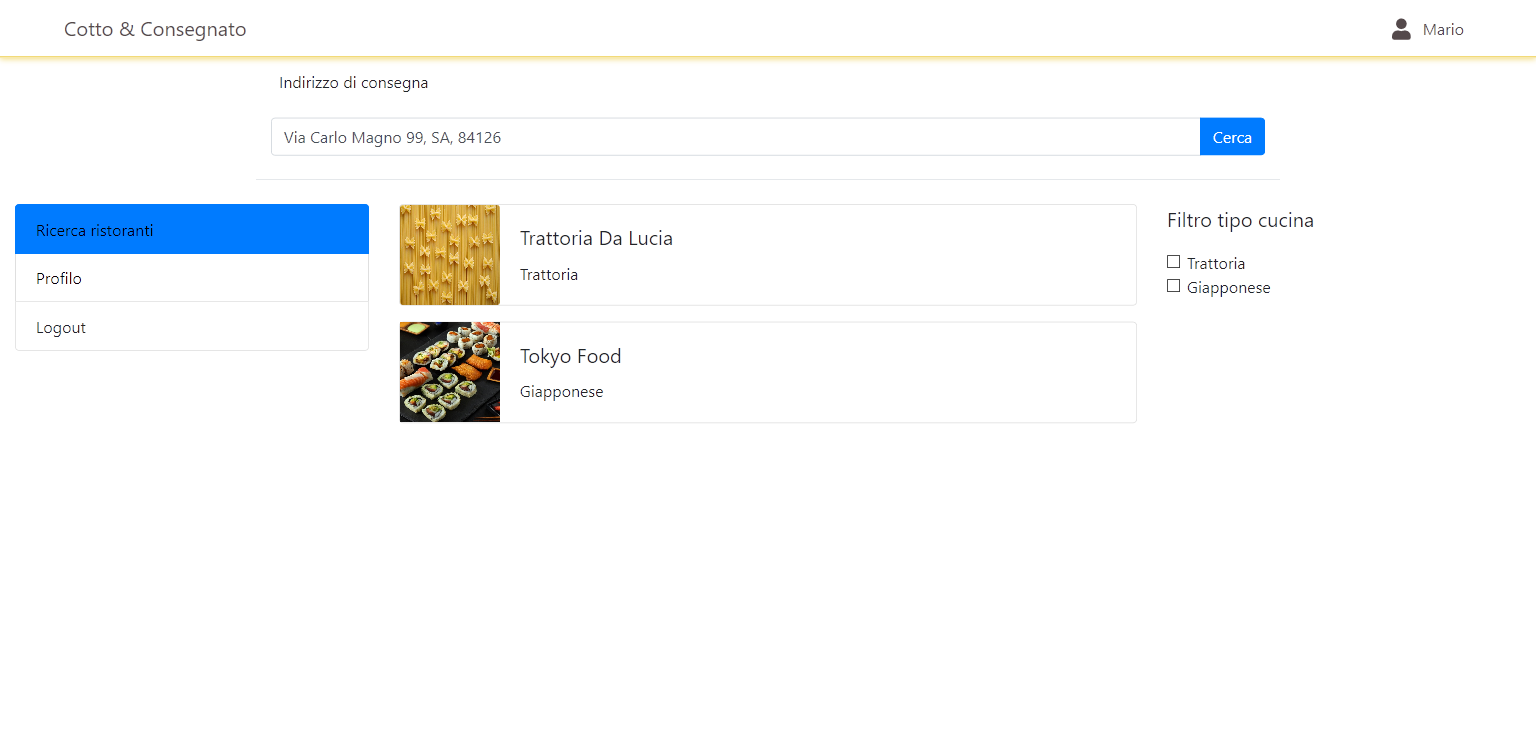 Cotto & Consegnato
Mario
Indirizzo di consegna
Via Carlo Magno 99, SA, 84126
Cerca
Ricerca ristoranti
Profilo
Logout
Trattoria Da Lucia
Trattoria
Tokyo Food
Giapponese
Filtro tipo cucina
Trattoria
Giapponese